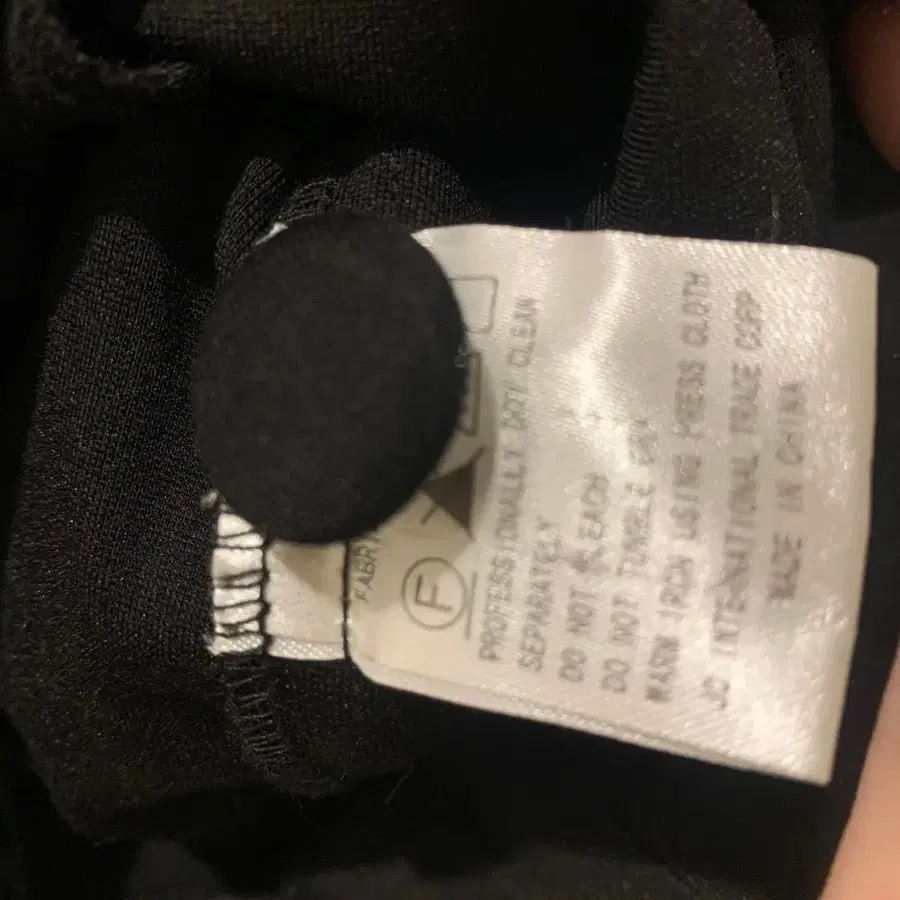 FABRI
F
PROFESSIONALLY DRY CLEAN
SEPARATELY
DO NOT BLEACH
DO NOT TUMBLE DRY
WARM IRON USING PRESS CLOTH
JC INTERNATIONAL TRADE CORP
MADE IN CHINA